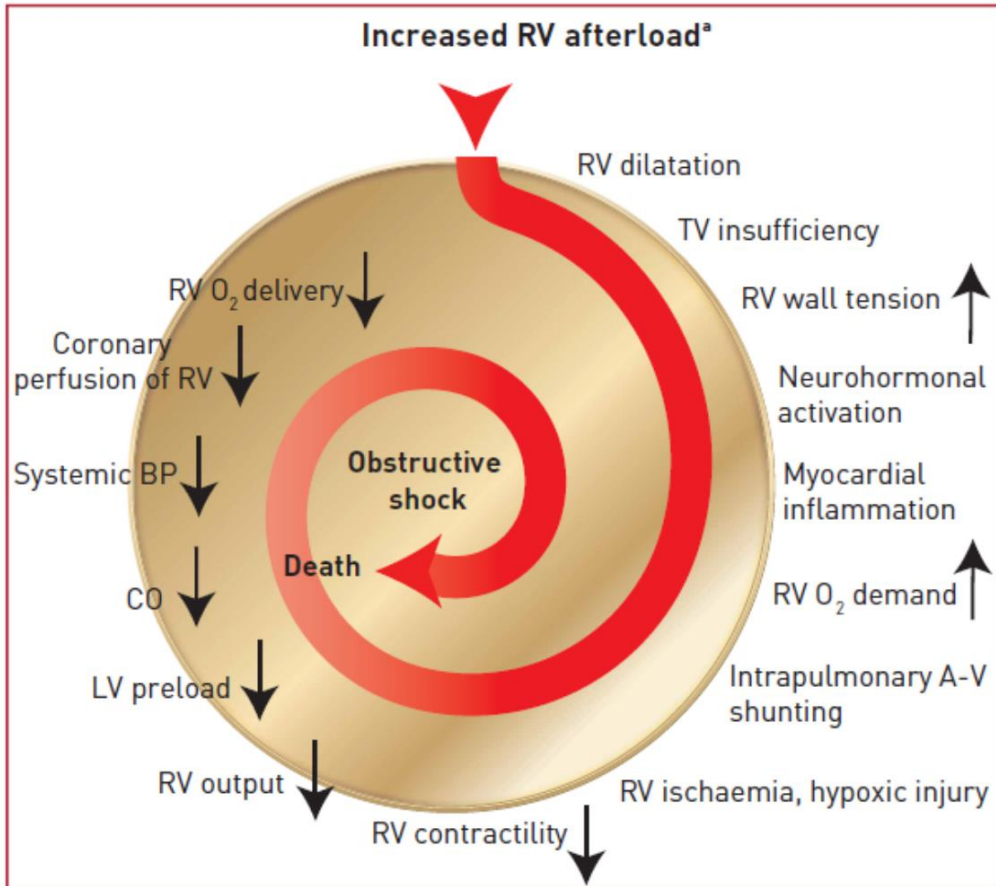 Increased RV afterloadᵃ
RV dilatation
TV insufficiency
RV wall tension
Neurohormonal
activation
Myocardial
inflammation
RV O₂ demand
Intrapulmonary A-V
shunting
RV ischaemia, hypoxic injury
RV contractility
RV output
LV preload
CO
Systemic BP
Coronary
perfusion of RV
RV O₂ delivery
Obstructive
shock
Death